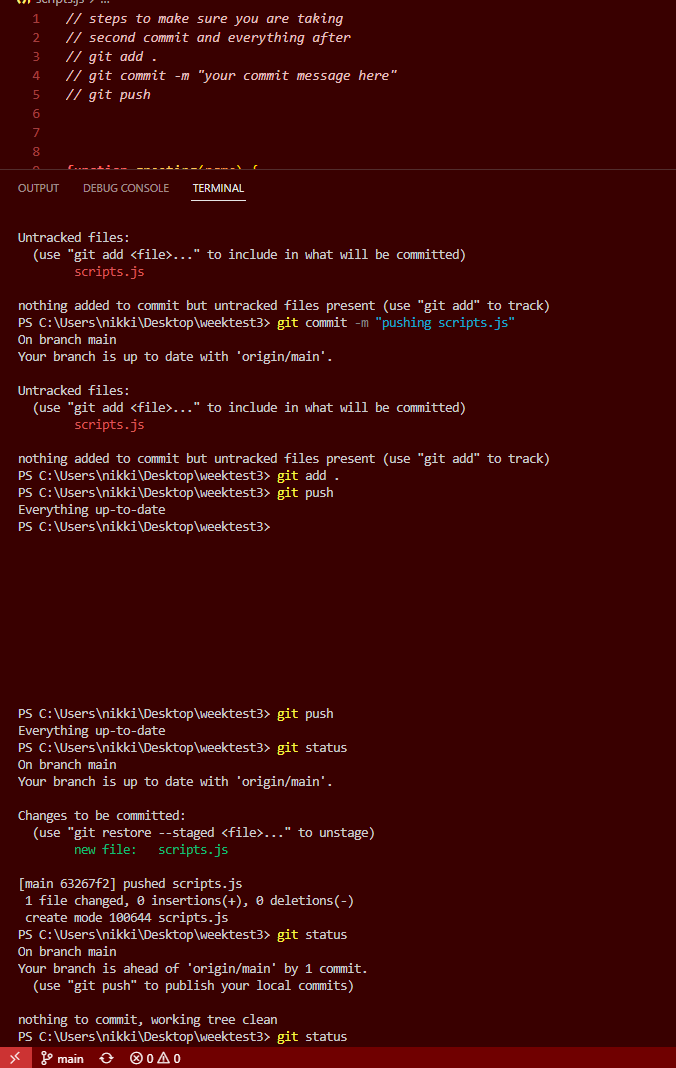 scripts.js > ...
1 // steps to make sure you are taking
2 // second commit and everything after
3 // git add .
4 // git commit -m "your commit message here"
5 // git push
6
7
8
9 function greeting(name) {
OUTPUT DEBUG CONSOLE TERMINAL
Untracked files:
(use "git add <file>..." to include in what will be committed)
scripts.js
nothing added to commit but untracked files present (use "git add" to track)
PS C:\Users\nikki\Desktop\weektest3> git commit -m "pushing scripts.js"
On branch main
Your branch is up to date with 'origin/main'.
Untracked files:
(use "git add <file>..." to include in what will be committed)
scripts.js
nothing added to commit but untracked files present (use "git add" to track)
PS C:\Users\nikki\Desktop\weektest3> git add .
PS C:\Users\nikki\Desktop\weektest3> git push
Everything up-to-date
PS C:\Users\nikki\Desktop\weektest3>
PS C:\Users\nikki\Desktop\weektest3> git push
Everything up-to-date
PS C:\Users\nikki\Desktop\weektest3> git status
On branch main
Your branch is up to date with 'origin/main'.
Changes to be committed:
(use "git restore --staged <file>..." to unstage)
new file: scripts.js
[main 63267f2] pushed scripts.js
1 file changed, 0 insertions(+), 0 deletions(-)
create mode 100644 scripts.js
PS C:\Users\nikki\Desktop\weektest3> git status
On branch main
Your branch is ahead of 'origin/main' by 1 commit.
(use "git push" to publish your local commits)
nothing to commit, working tree clean
PS C:\Users\nikki\Desktop\weektest3> git status
main 0 0